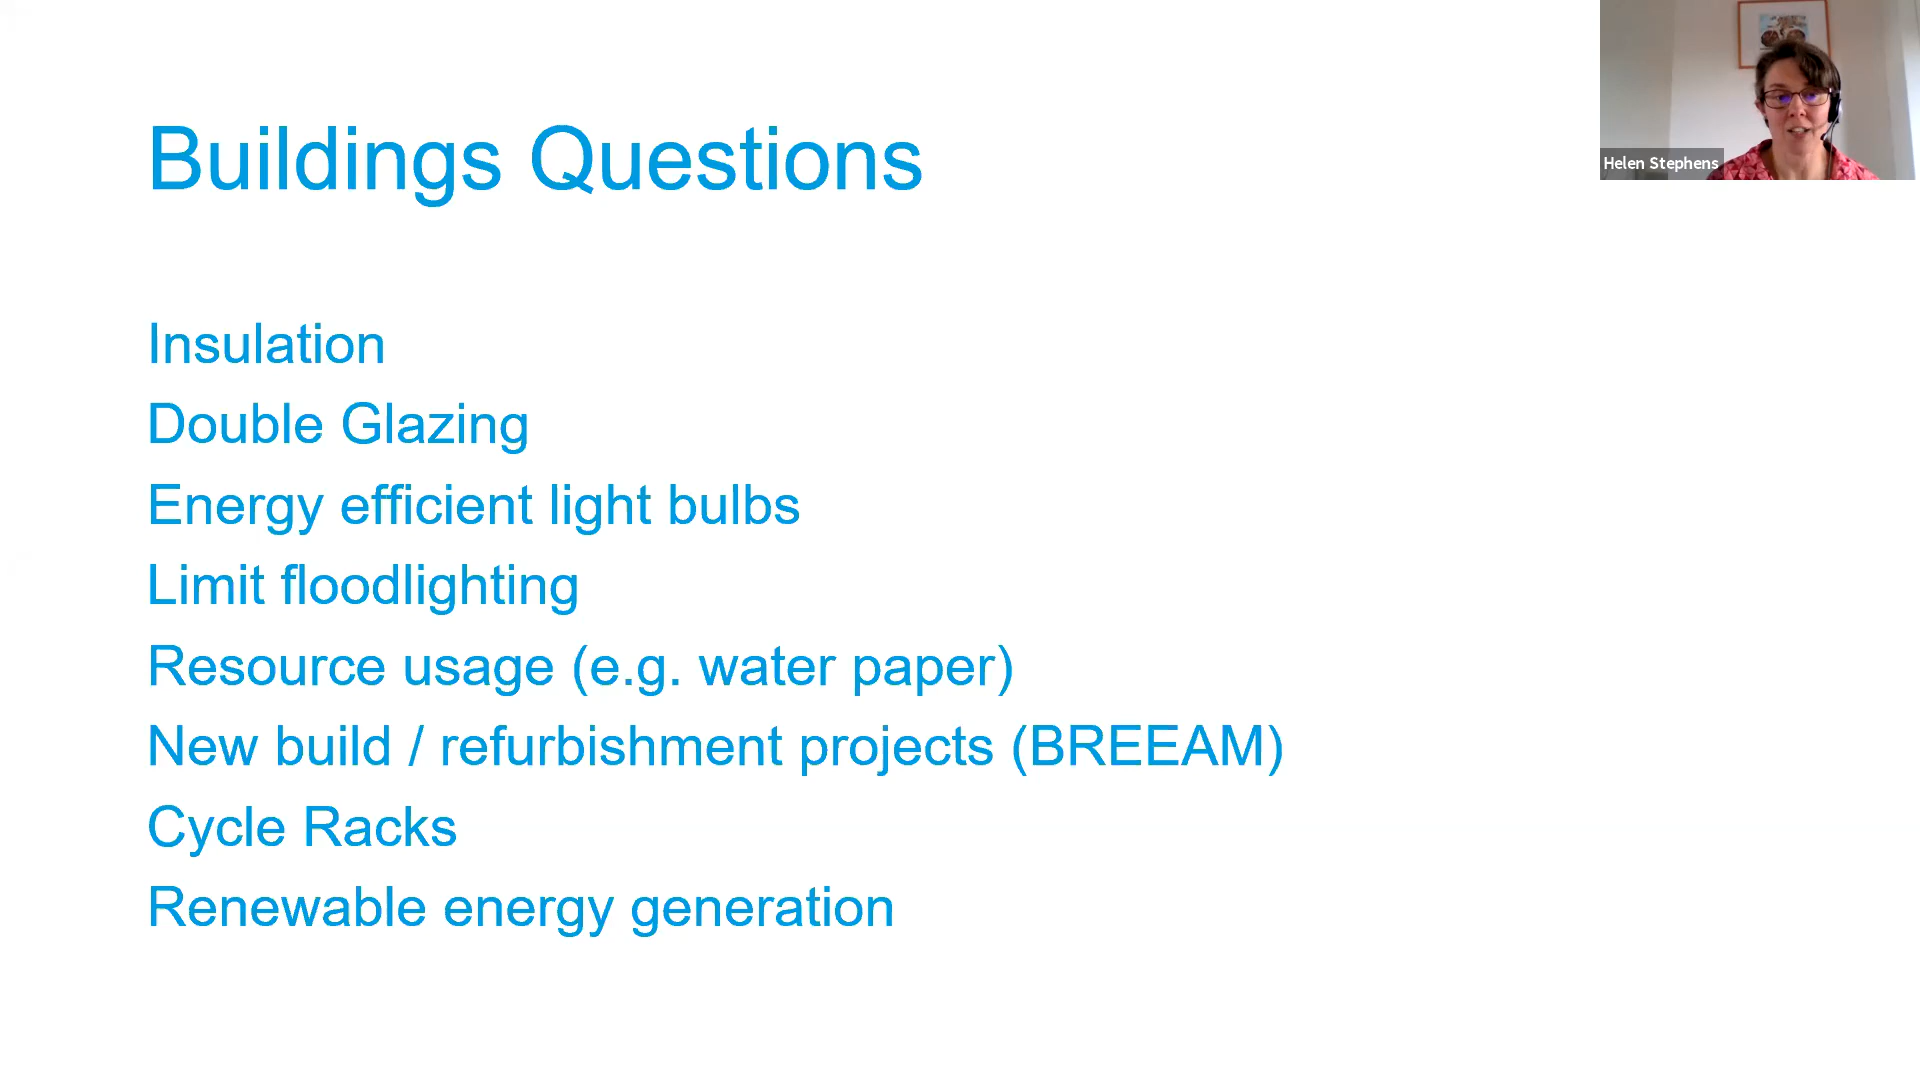 Buildings Questions
Helen Stephens
Insulation
Double Glazing
Energy efficient light bulbs
Limit floodlighting
Resource usage (e.g. water paper)
New build / refurbishment projects (BREEAM)
Cycle Racks
Renewable energy generation